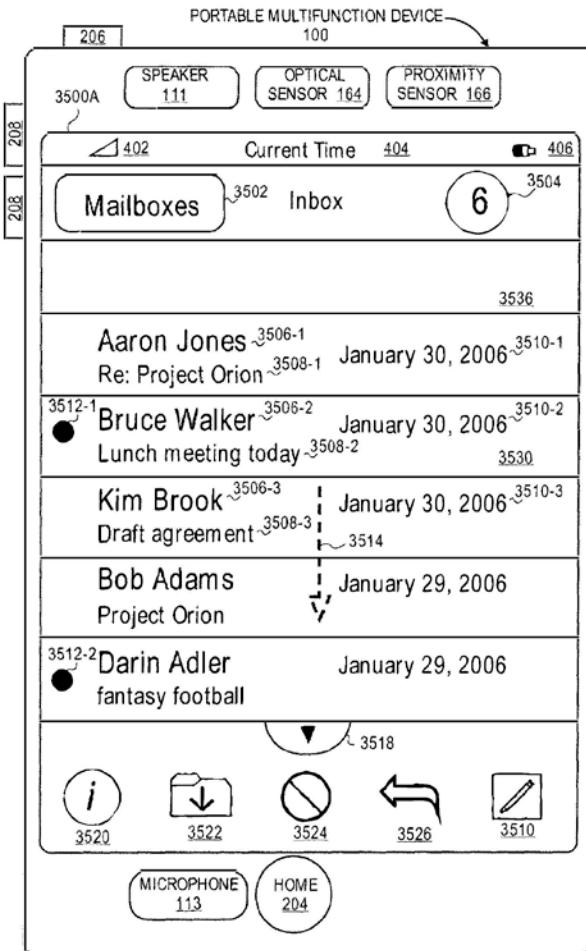 PORTABLE MULTIFUNCTION DEVICE
100
206
SPEAKER
111
OPTICAL
SENSOR 164
PROXIMITY
SENSOR 166
3500A
208
208
402
Current Time 404
406
Mailboxes
3502
Inbox
6
3504
3536
Aaron Jones 3506-1
January 30, 2006 3510-1
Re: Project Orion 3508-1
3512-1
Bruce Walker 3506-2
January 30, 2006 3510-2
Lunch meeting today 3508-2
3530
Kim Brook 3506-3
January 30, 2006 3510-3
Draft agreement 3508-3
3514
Bob Adams
January 29, 2006
Project Orion
3512-2
Darin Adler
January 29, 2006
fantasy football
3518
i
3520
3522
3524
3526
3510
MICROPHONE
113
HOME
204